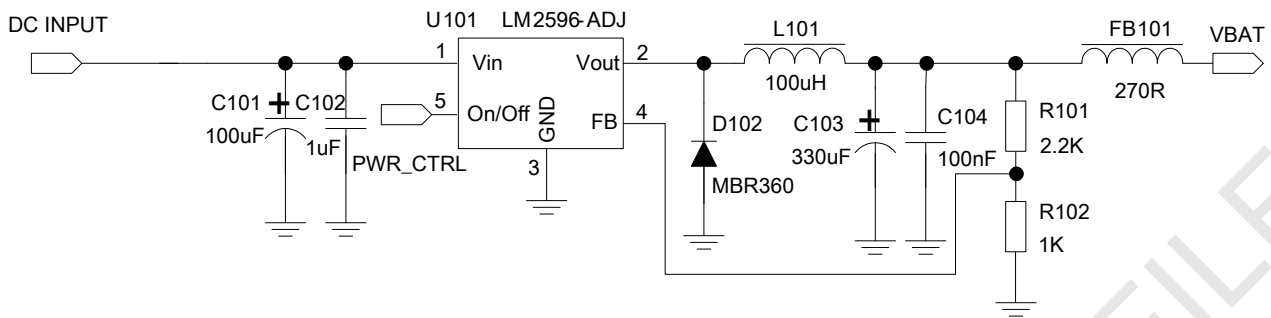 DC INPUT
U101 LM2596-ADJ
1 Vin Vout 2
5 On/Off FB 4
GND
3
PWR_CTRL
C101
100uF
C102
1uF
D102
MBR360
L101
100uH
C103
330uF
C104
100nF
R101
2.2K
R102
1K
FB101
270R
VBAT